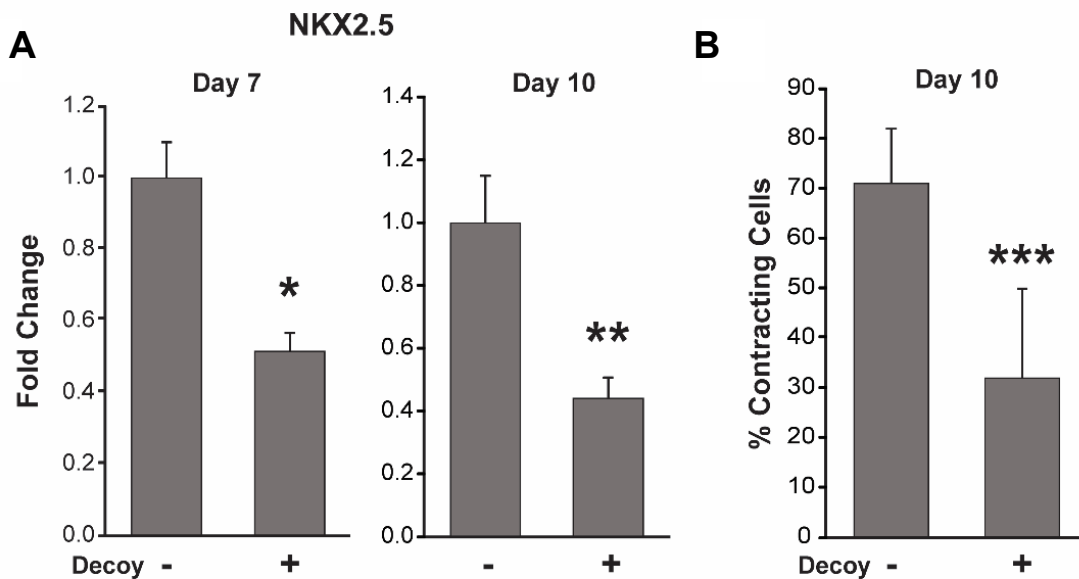 NKX2.5
A
Day 7
Fold Change
1.2
1.0
0.8
0.6
0.4
0.2
0.0
*
Decoy - +
Day 10
1.4
1.2
1.0
0.8
0.6
0.4
0.2
0.0
**
- +
B
Day 10
% Contracting Cells
90
80
70
60
50
40
30
20
10
0
***
Decoy - +